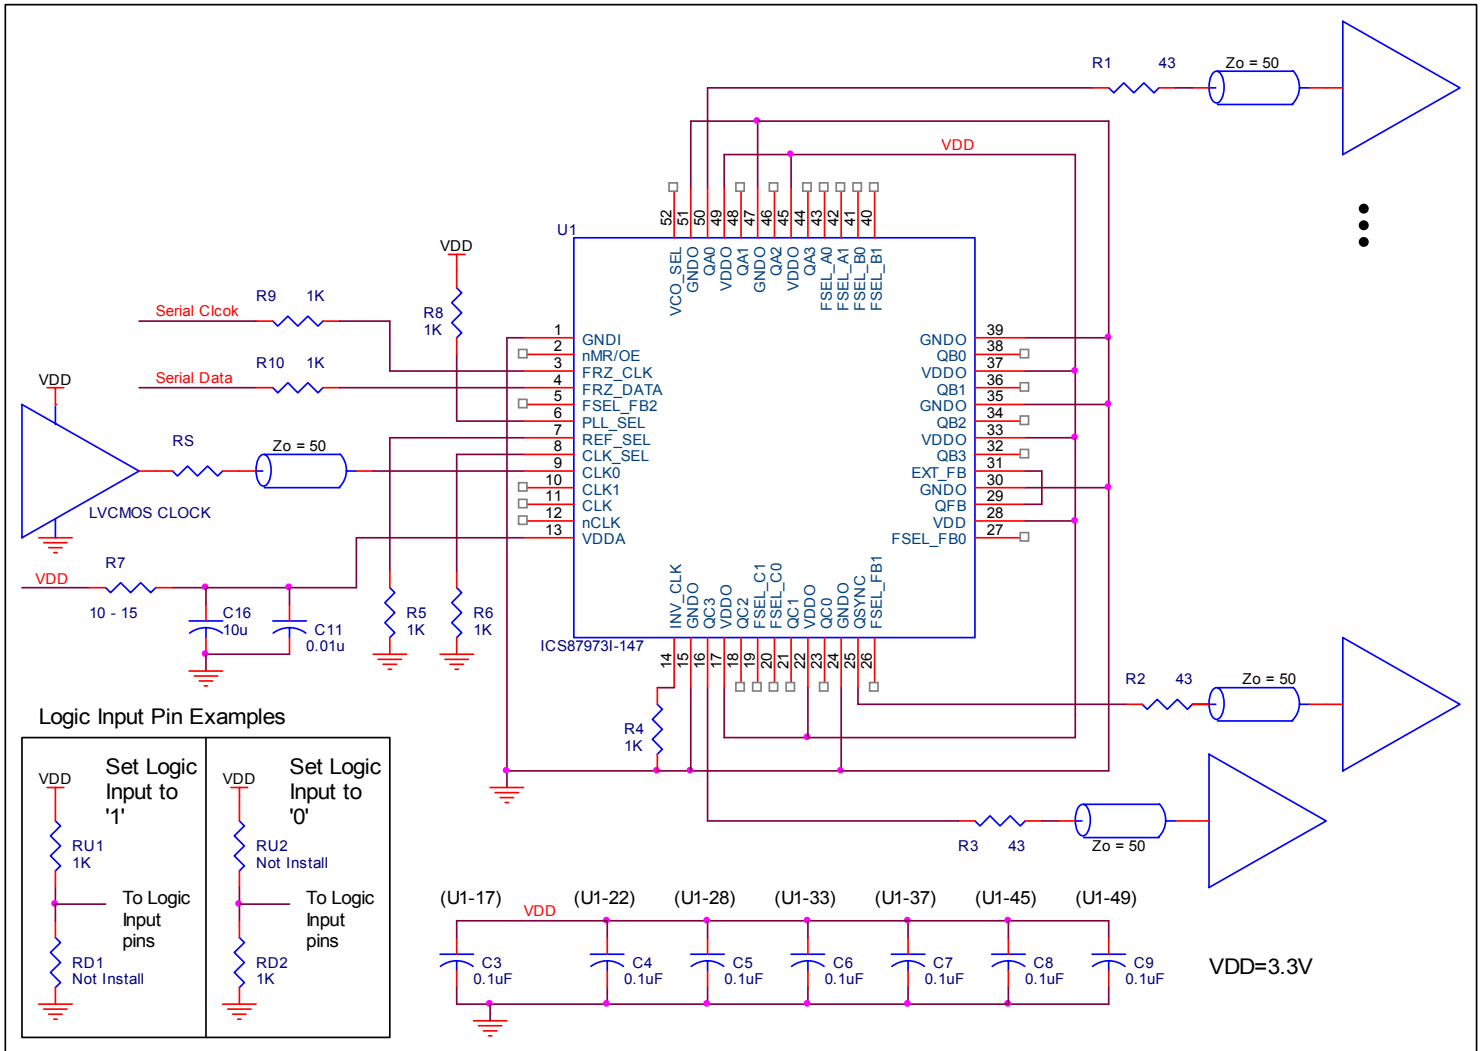 R1 43 Zo = 50
VDD
52 51 50 49 48 47 46 45 44 43 42 41 40
U1
VCO_SEL GNDO QA0 VDDO QA1 GNDO QA2 VDDO QA3 FSEL_A0 FSEL_A1 FSEL_B0 FSEL_B1
VDD
R8
1K
Serial Clcok R9 1K
Serial Data R10 1K
1 GNDI
2 nMR/OE
3 FRZ_CLK
4 FRZ_DATA
5 FSEL_FB2
6 PLL_SEL
7 REF_SEL
8 CLK_SEL
9 CLK0
10 CLK1
11 CLK
12 nCLK
13 VDDA
GNDO 39
QB0 38
VDDO 37
QB1 36
GNDO 35
QB2 34
VDDO 33
QB3 32
EXT_FB 31
GNDO 30
QFB 29
VDD 28
FSEL_FB0 27
VDD
RS Zo = 50
LVCMOS CLOCK
VDD R7
10 - 15
C16
10u
C11
0.01u
R5
1K
R6
1K
INV_CLK GNDO QC3 VDDO QC2 FSEL_C1 FSEL_C0 QC1 VDDO QC0 GNDO QSYNC FSEL_FB1
ICS87973I-147
14 15 16 17 18 19 20 21 22 23 24 25 26
R4
1K
R2 43 Zo = 50
R3 43 Zo = 50
Logic Input Pin Examples
VDD
Set Logic
Input to
'1'
RU1
1K
To Logic
Input
pins
RD1
Not Install
VDD
Set Logic
Input to
'0'
RU2
Not Install
To Logic
Input
pins
RD2
1K
(U1-17) (U1-22) (U1-28) (U1-33) (U1-37) (U1-45) (U1-49)
VDD
C3 C4 C5 C6 C7 C8 C9
0.1uF 0.1uF 0.1uF 0.1uF 0.1uF 0.1uF 0.1uF
VDD=3.3V